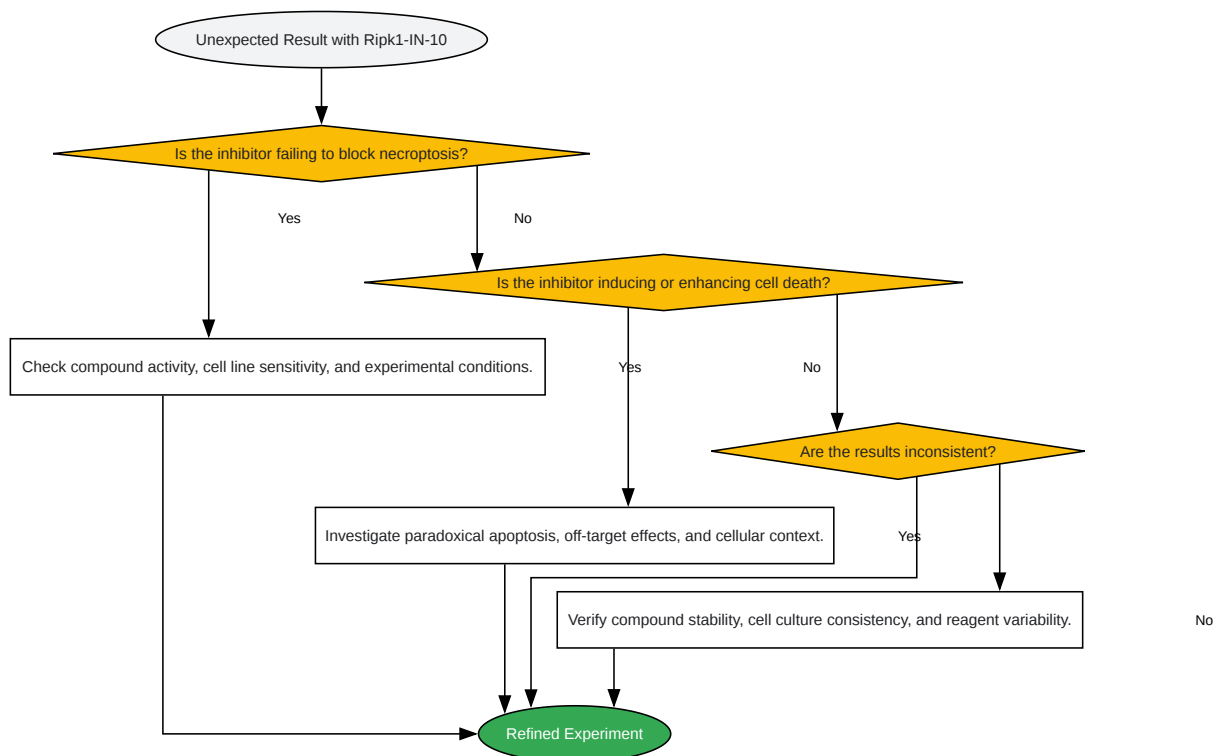 Unexpected Result with Ripk1-IN-10
Is the inhibitor failing to block necroptosis?
Yes
No
Is the inhibitor inducing or enhancing cell death?
Check compound activity, cell line sensitivity, and experimental conditions.
Yes
No
Are the results inconsistent?
Investigate paradoxical apoptosis, off-target effects, and cellular context.
Yes
Verify compound stability, cell culture consistency, and reagent variability.
No
Refined Experiment